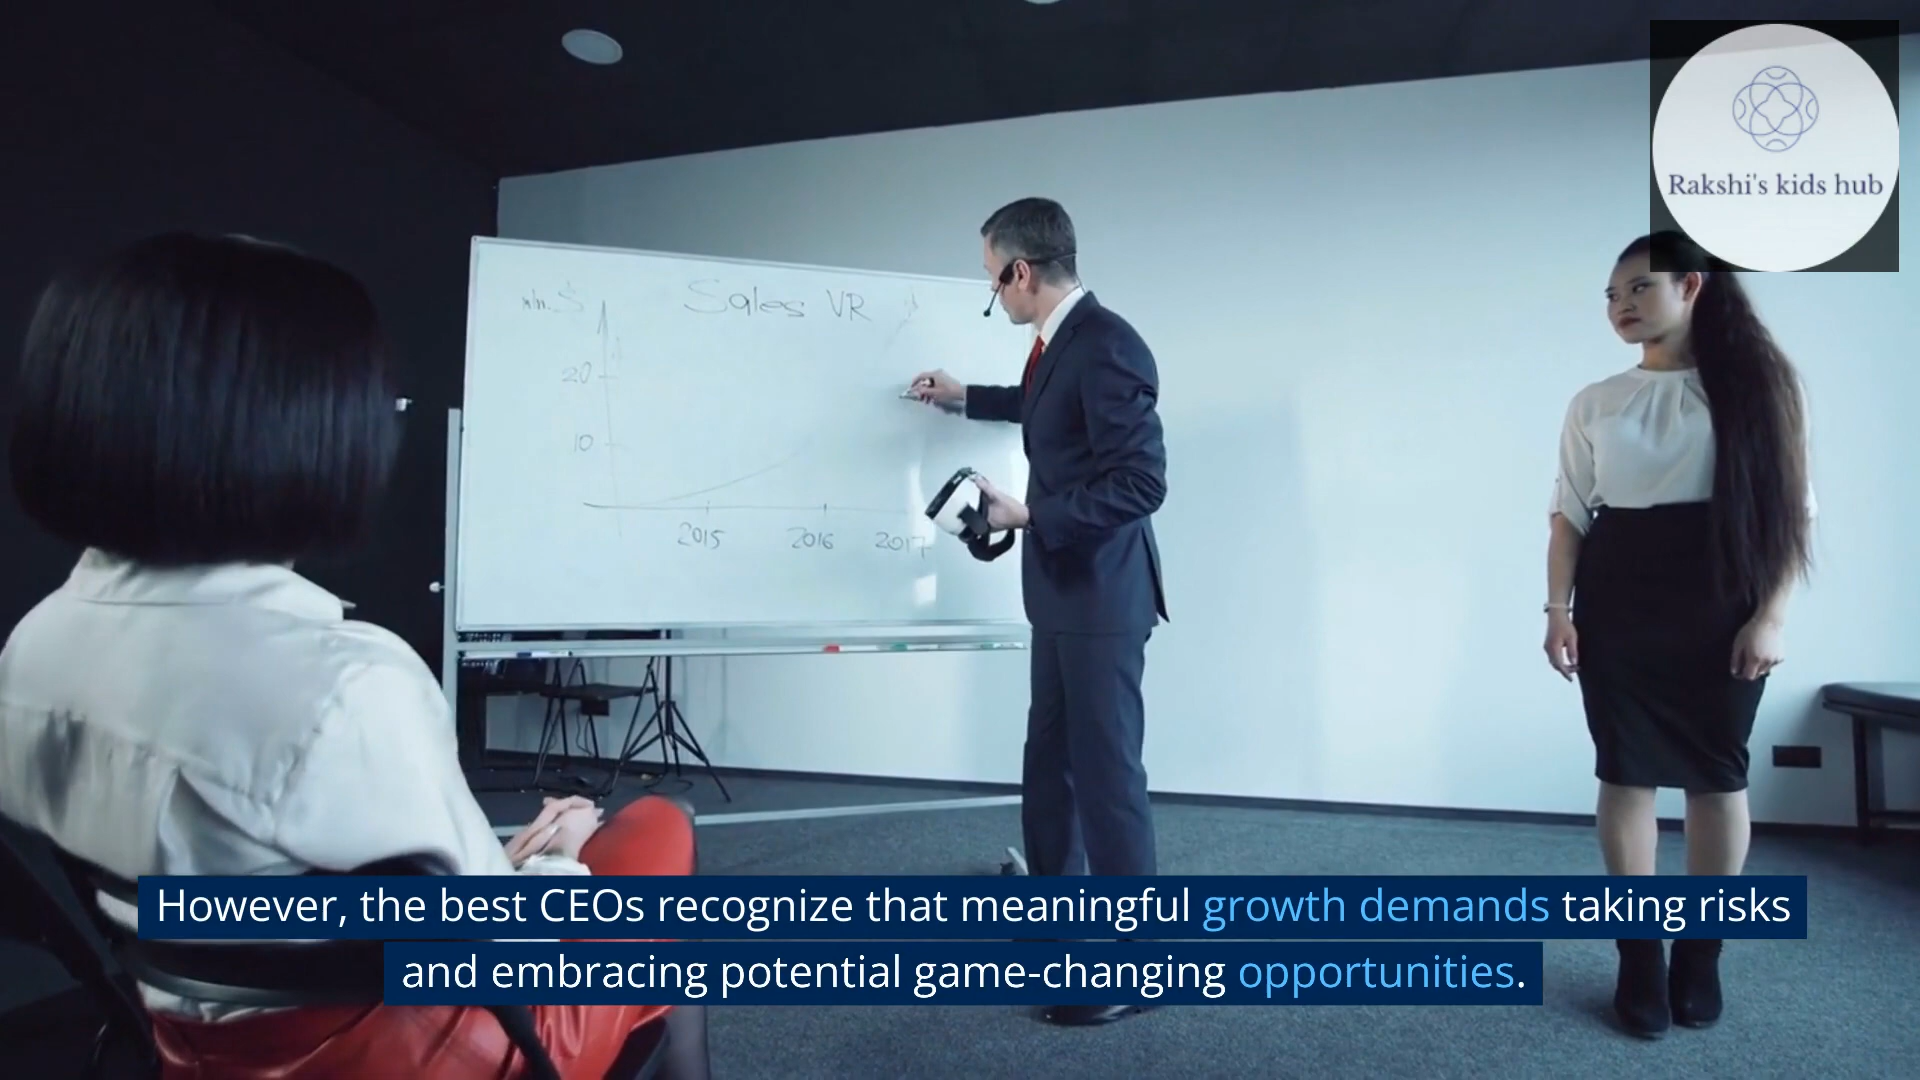 Rakshi's kids hub
Sales VR
20
10
2015
2016
2017
However, the best CEOs recognize that meaningful growth demands taking risks
and embracing potential game-changing opportunities.